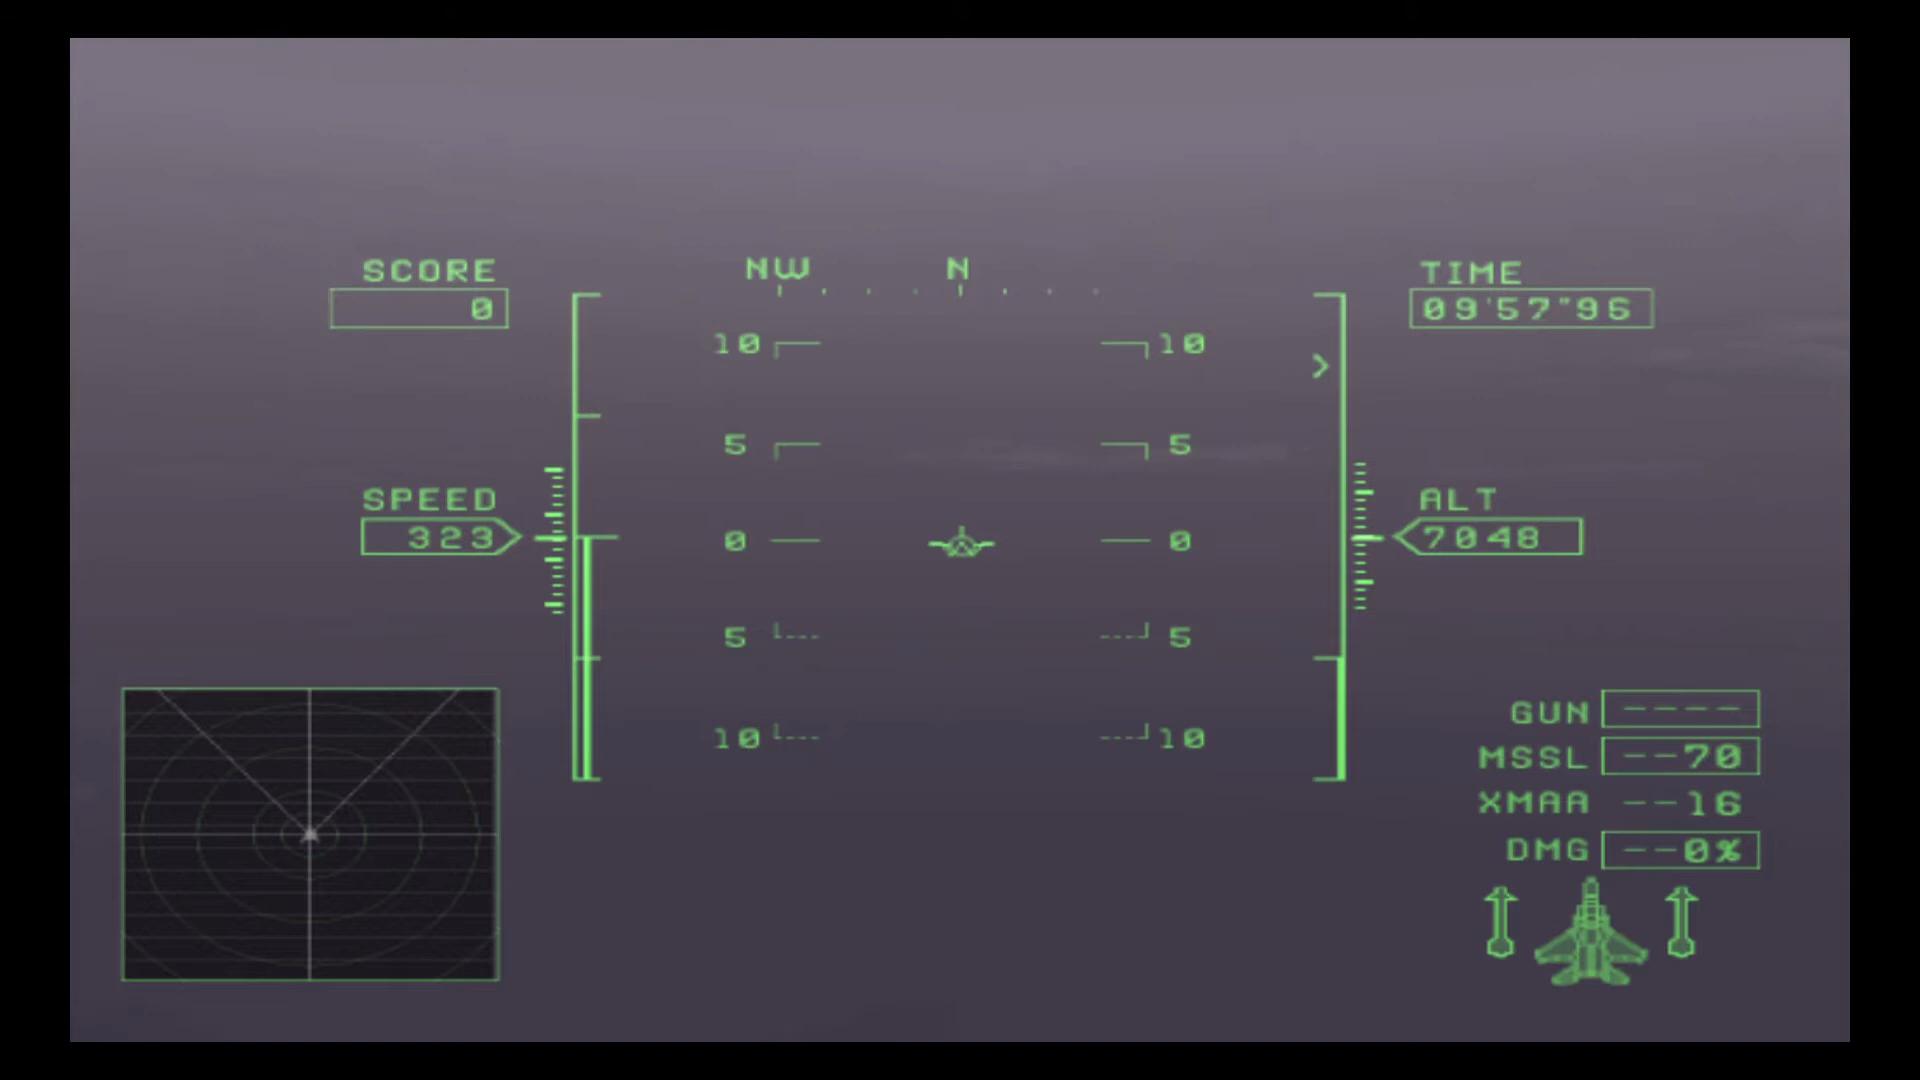 SCORE
0
NW N
TIME
09'57"96
10 10
5 5
SPEED
323
0 0
ALT
7048
5 5
10 10
GUN ----
MSSL --70
XMAA --16
DMG --0%